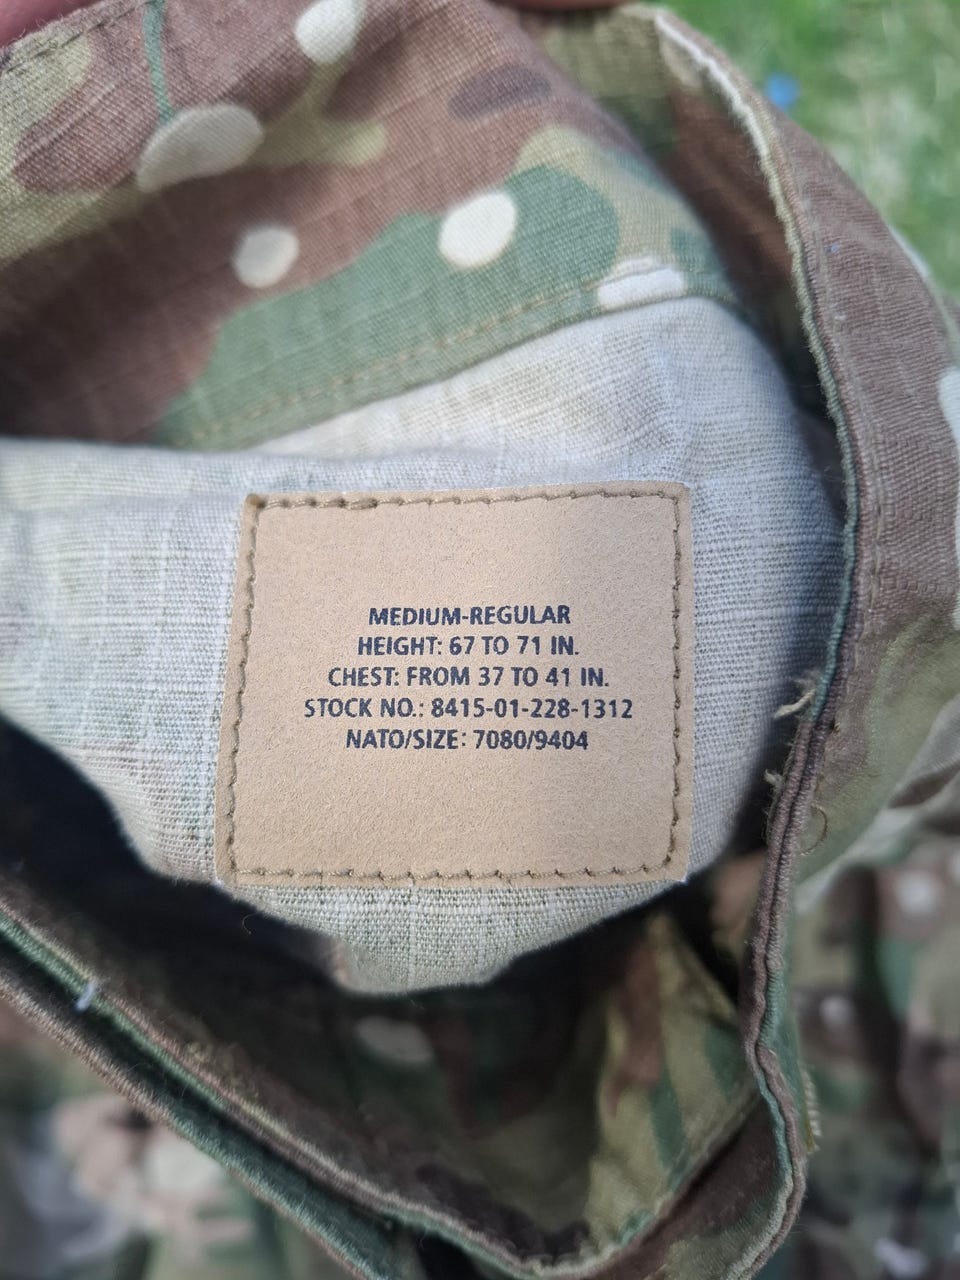 MEDIUM-REGULAR
HEIGHT: 67 TO 71 IN.
CHEST: FROM 37 TO 41 IN.
STOCK NO.: 8415-01-228-1312
NATO/SIZE: 7080/9404